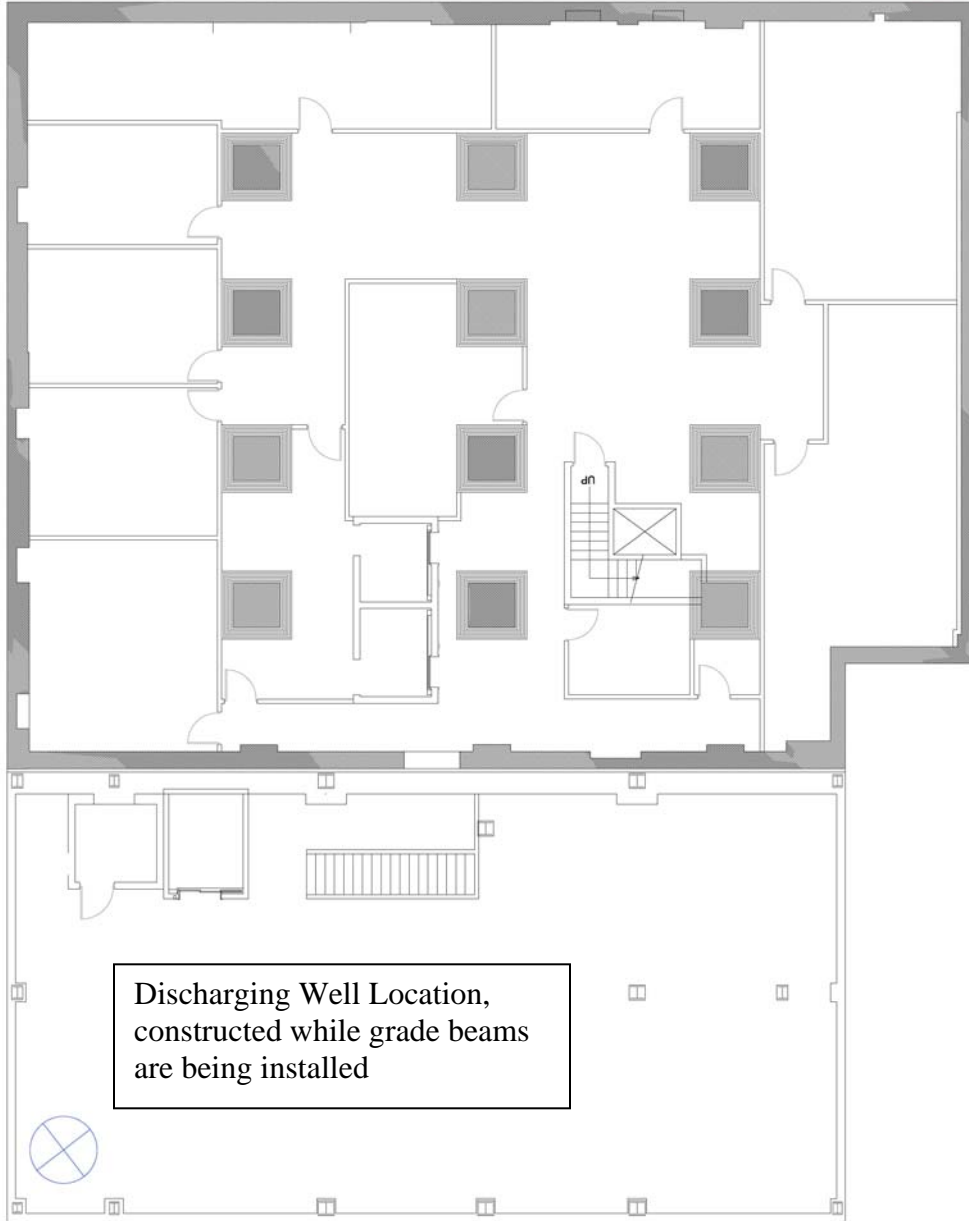 UP
Discharging Well Location,
constructed while grade beams
are being installed